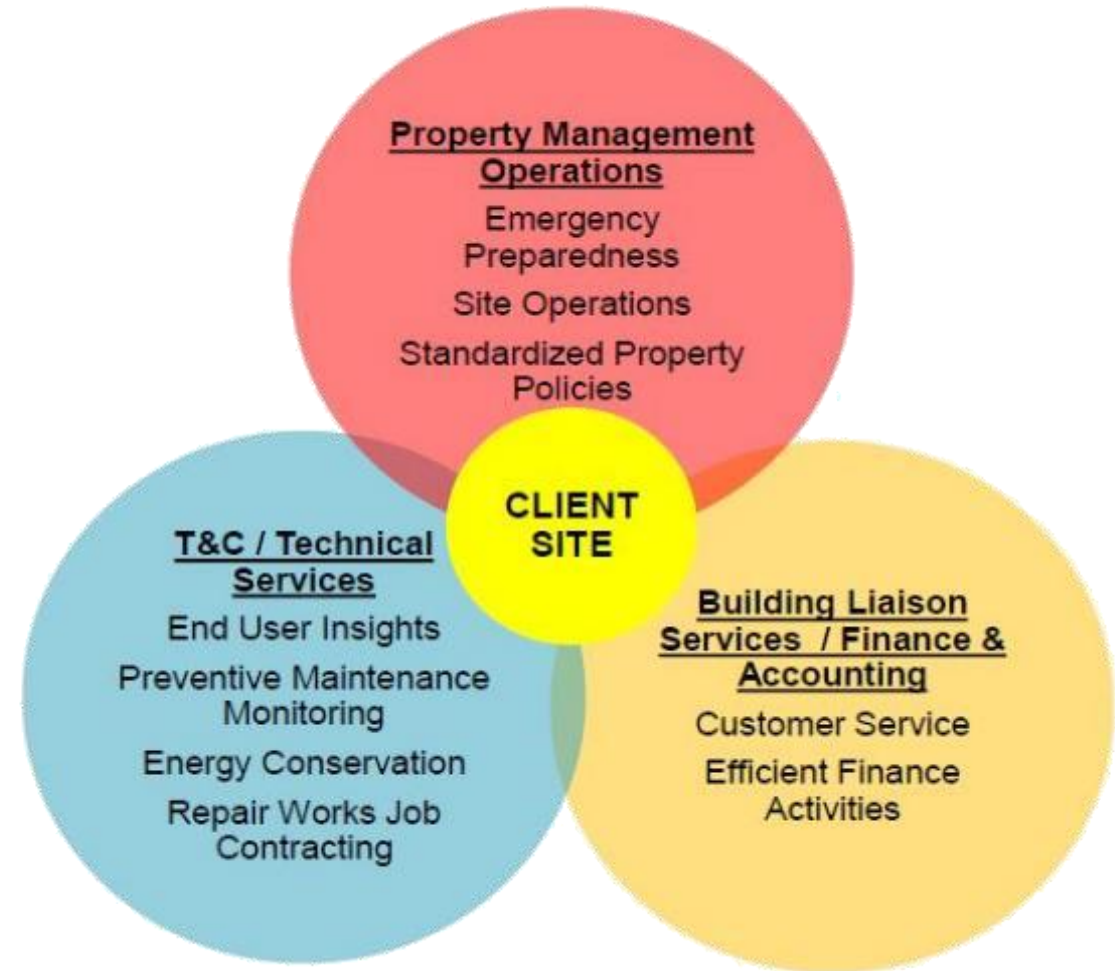 Property Management
Operations
Emergency
Preparedness
Site Operations
Standardized Property
Policies
CLIENT
SITE
T&C / Technical
Services
End User Insights
Preventive Maintenance
Monitoring
Energy Conservation
Repair Works Job
Contracting
Building Liaison
Services / Finance &
Accounting
Customer Service
Efficient Finance
Activities